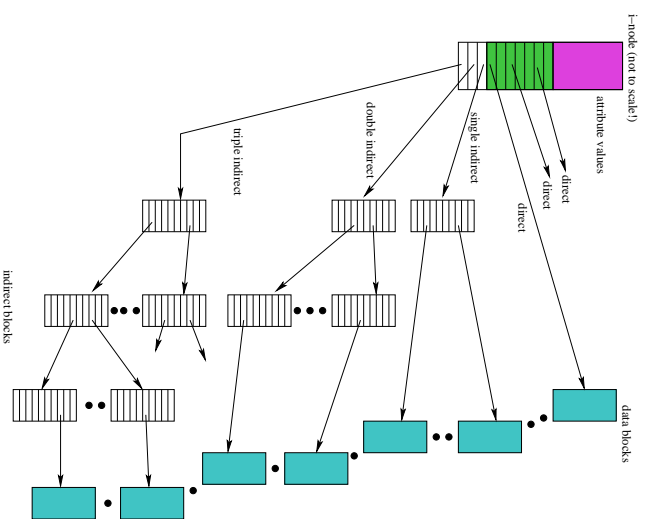 i-node (not to scale!)
attribute values
direct
direct
direct
single indirect
double indirect
triple indirect
data blocks
indirect blocks